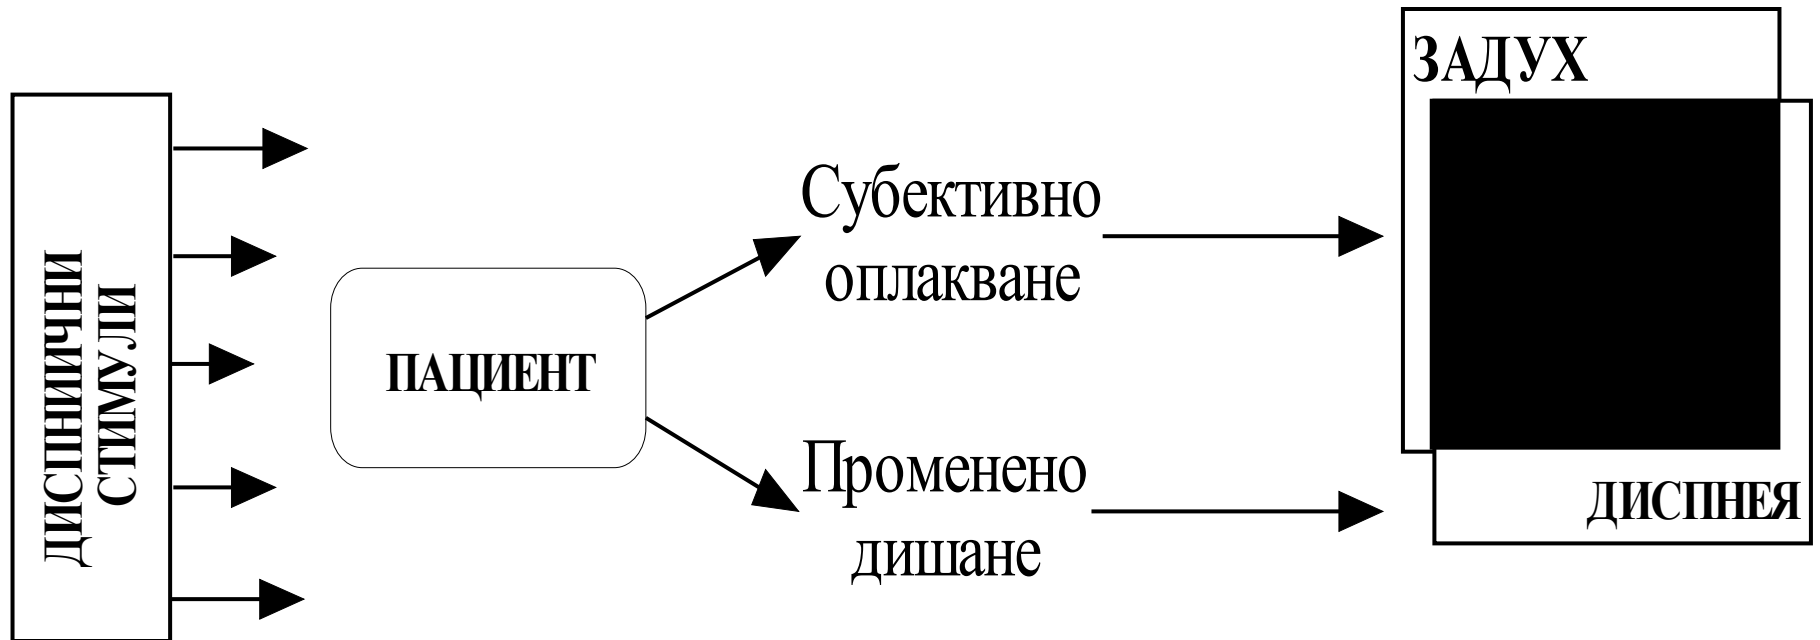 ДИСПНИЧНИ
СТИМУЛИ
ПАЦИЕНТ
Субективно
оплакване
Променено
дишане
ЗАДУХ
ДИСПНЕЯ